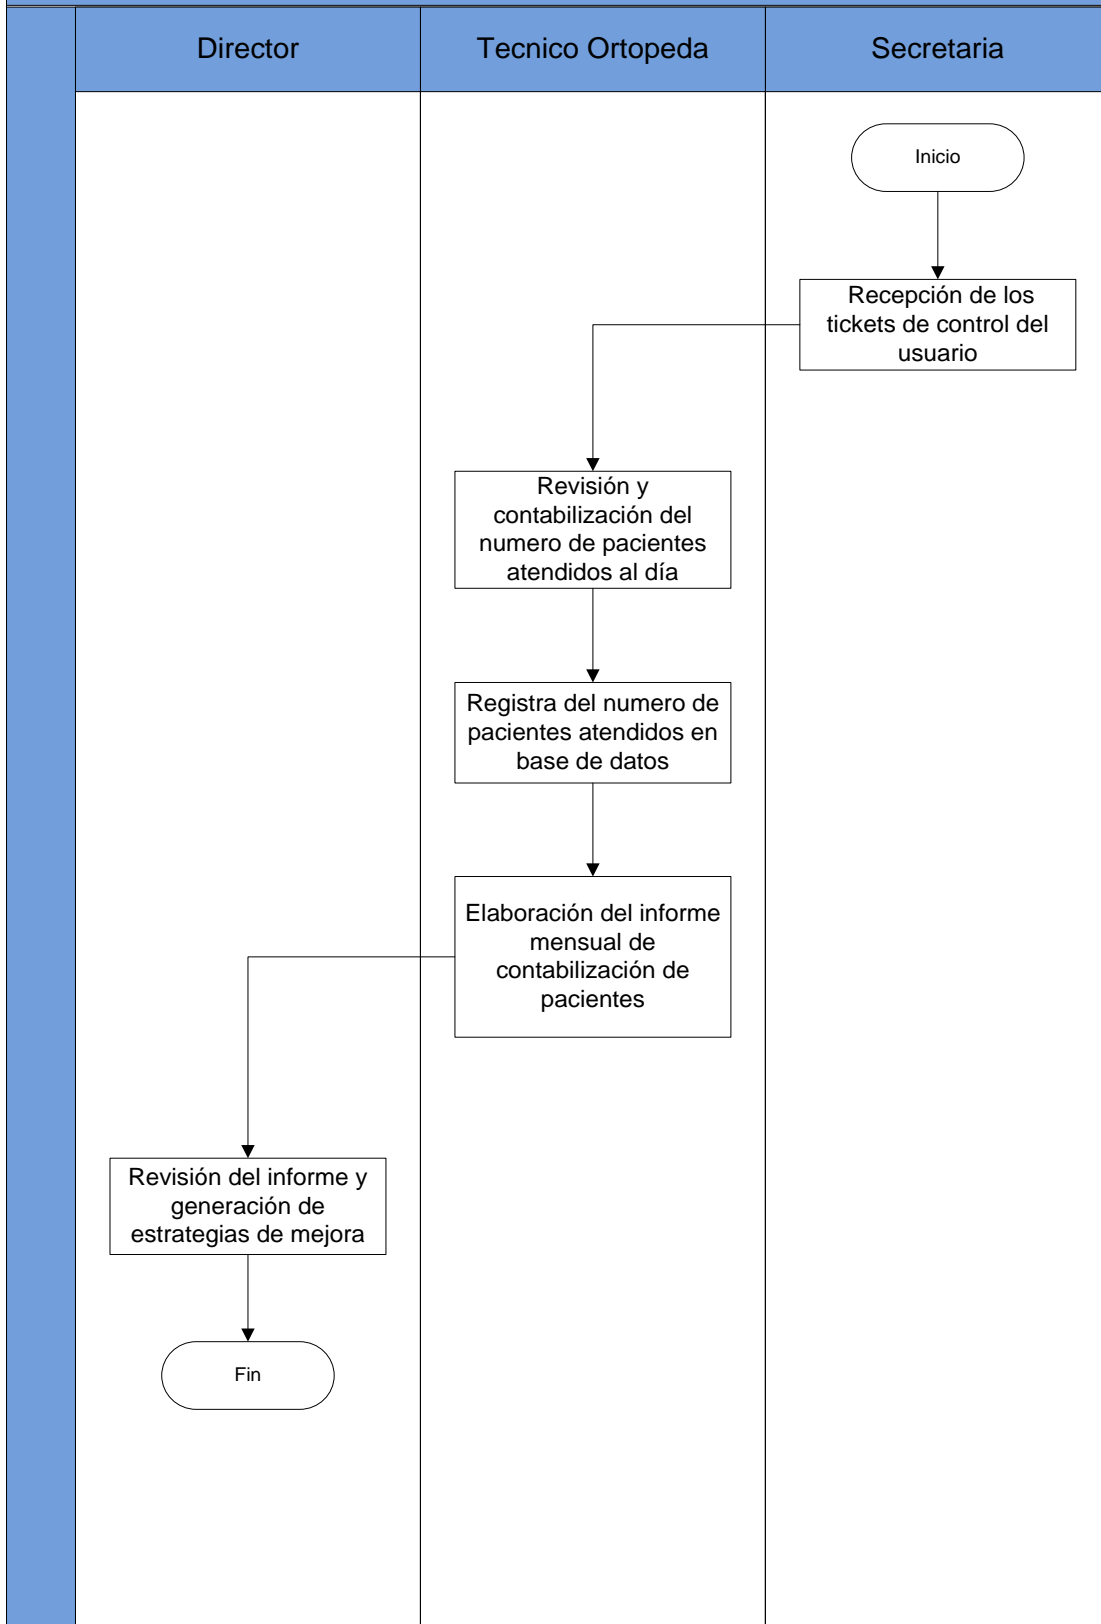 Director
Tecnico Ortopeda
Secretaria
Inicio
Recepción de los
tickets de control del
usuario
Revisión y
contabilización del
numero de pacientes
atendidos al día
Registra del numero de
pacientes atendidos en
base de datos
Elaboración del informe
mensual de
contabilización de
pacientes
Revisión del informe y
generación de
estrategias de mejora
Fin